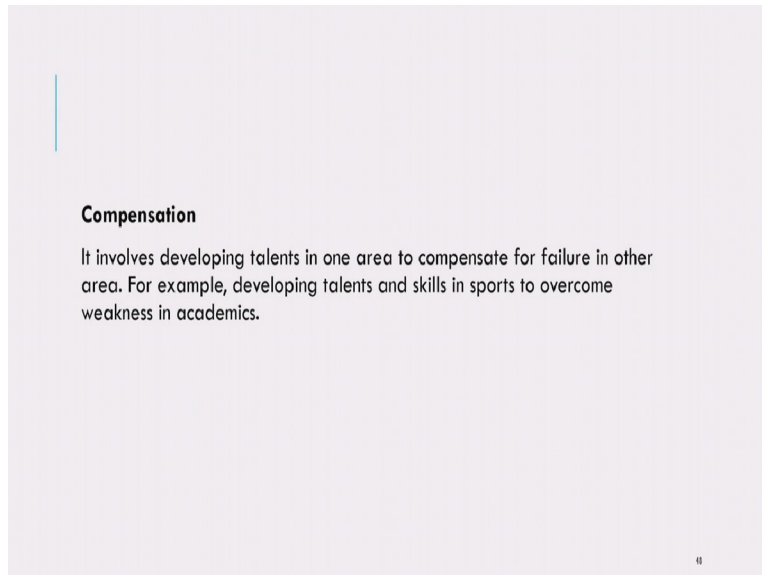 Compensation
It involves developing talents in one area to compensate for failure in other
area. For example, developing talents and skills in sports to overcome
weakness in academics.